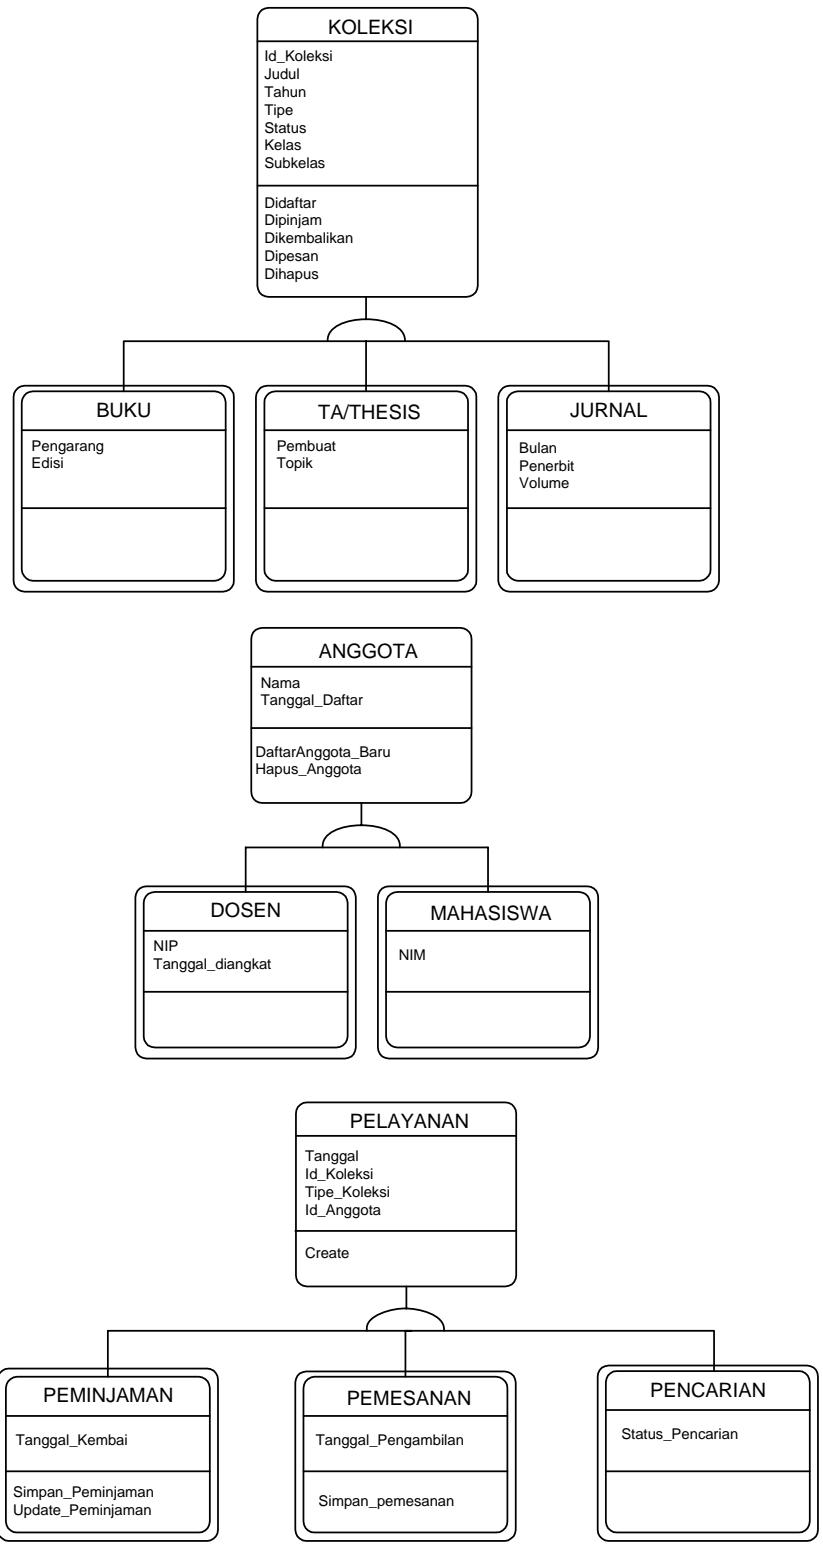 KOLEKSI
Id_Koleksi
Judul
Tahun
Tipe
Status
Kelas
Subkelas
Didaftar
Dipinjam
Dikembalikan
Dipesan
Dihapus
BUKU
Pengarang
Edisi
TA/THESIS
Pembuat
Topik
JURNAL
Bulan
Penerbit
Volume
ANGGOTA
Nama
Tanggal_Daftar
DaftarAnggota_Baru
Hapus_Anggota
DOSEN
NIP
Tanggal_diangkat
MAHASISWA
NIM
PELAYANAN
Tanggal
Id_Koleksi
Tipe_Koleksi
Id_Anggota
Create
PEMINJAMAN
Tanggal_Kembai
Simpan_Peminjaman
Update_Peminjaman
PEMESANAN
Tanggal_Pengambilan
Simpan_pemesanan
PENCARIAN
Status_Pencarian